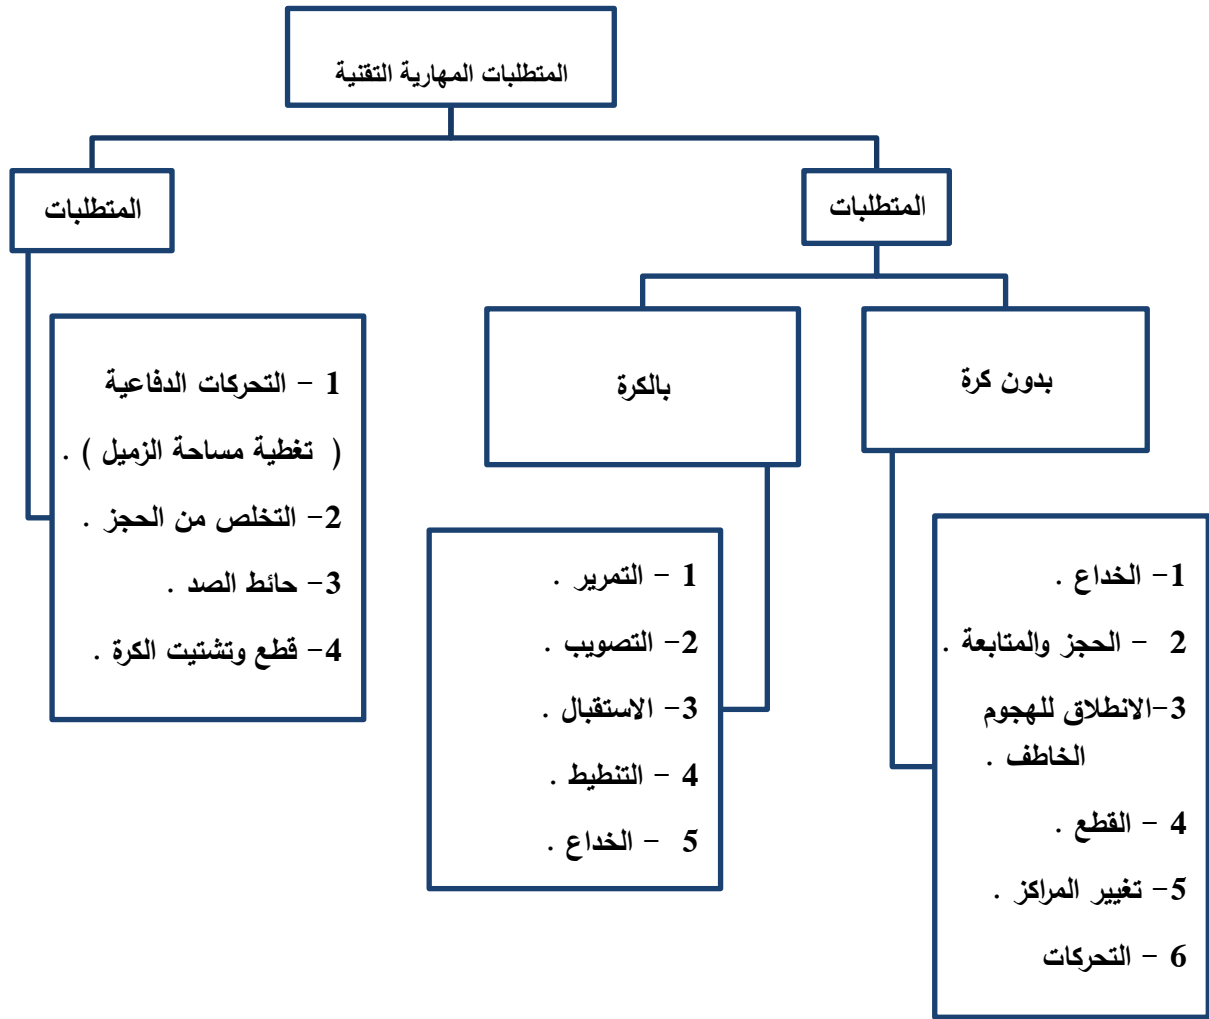 المتطلبات المهارية التقنية
المتطلبات
المتطلبات
بدون كرة
بالكرة
1- الخداع .
2 - الحجز والمتابعة .
3-الانطلاق للهجوم
الخاطف .
4 - القطع .
5- تغيير المراكز .
6 - التحركات
1 - التمرير .
2- التصويب .
3- الاستقبال .
4 - التنطيط .
5 - الخداع .
1 - التحركات الدفاعية
( تغطية مساحة الزميل ) .
2- التخلص من الحجز .
3- حائط الصد .
4- قطع وتشتيت الكرة .